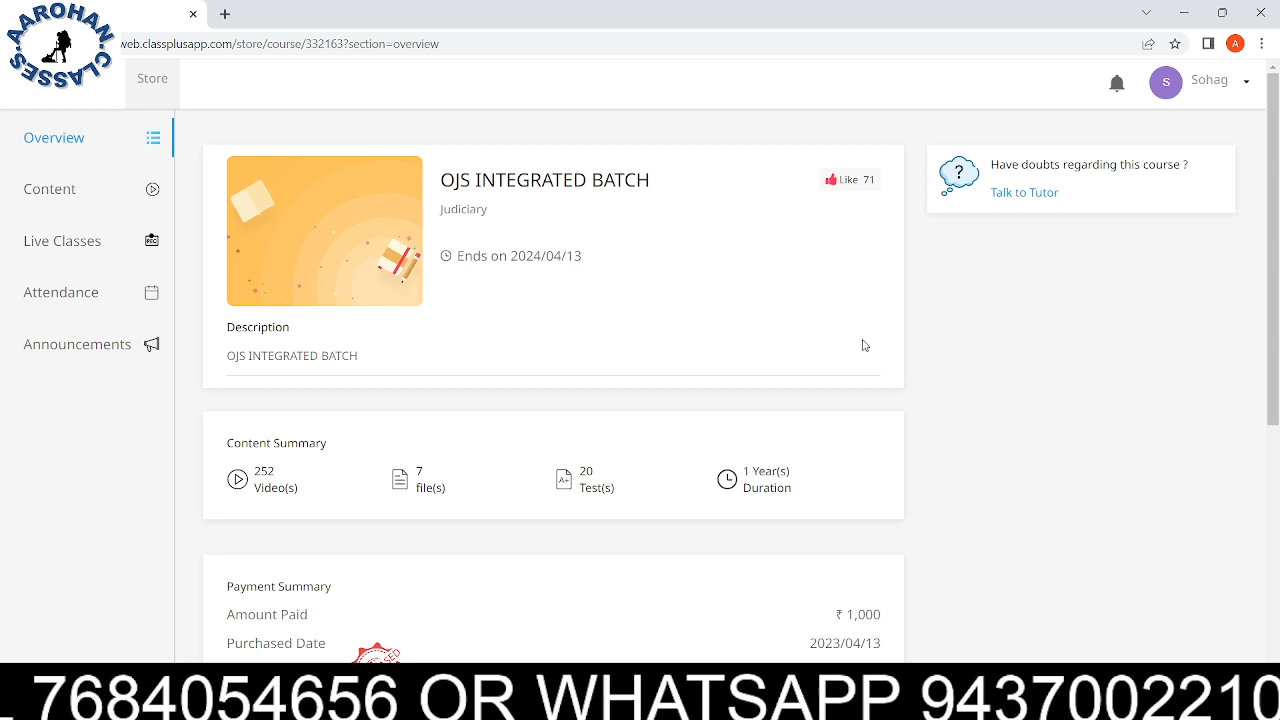 AAROHAN.CLASSES.
web.classplusapp.com/store/course/332163?section=overview
A
Store
S
Sohag
Overview
Content
Live Classes
REC
Attendance
Announcements
OJS INTEGRATED BATCH
Like 71
Judiciary
Ends on 2024/04/13
Description
OJS INTEGRATED BATCH
?
Have doubts regarding this course ?
Talk to Tutor
Content Summary
252
Video(s)
7
file(s)
A+
20
Test(s)
1 Year(s)
Duration
Payment Summary
Amount Paid
₹ 1,000
Purchased Date
2023/04/13
7684054656 OR WHATSAPP 9437002210